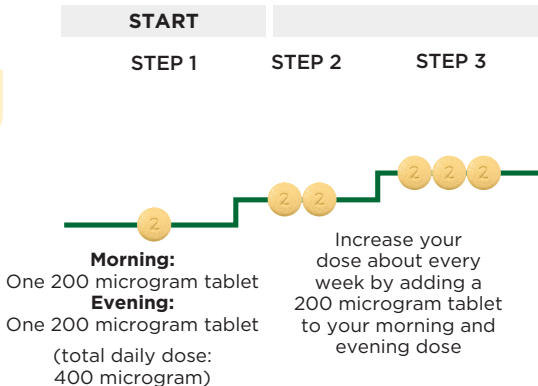 START
STEP 1
STEP 2
STEP 3
2
2 2
2 2 2
Morning:
One 200 microgram tablet
Evening:
One 200 microgram tablet
(total daily dose:
400 microgram)
Increase your
dose about every
week by adding a
200 microgram tablet
to your morning and
evening dose